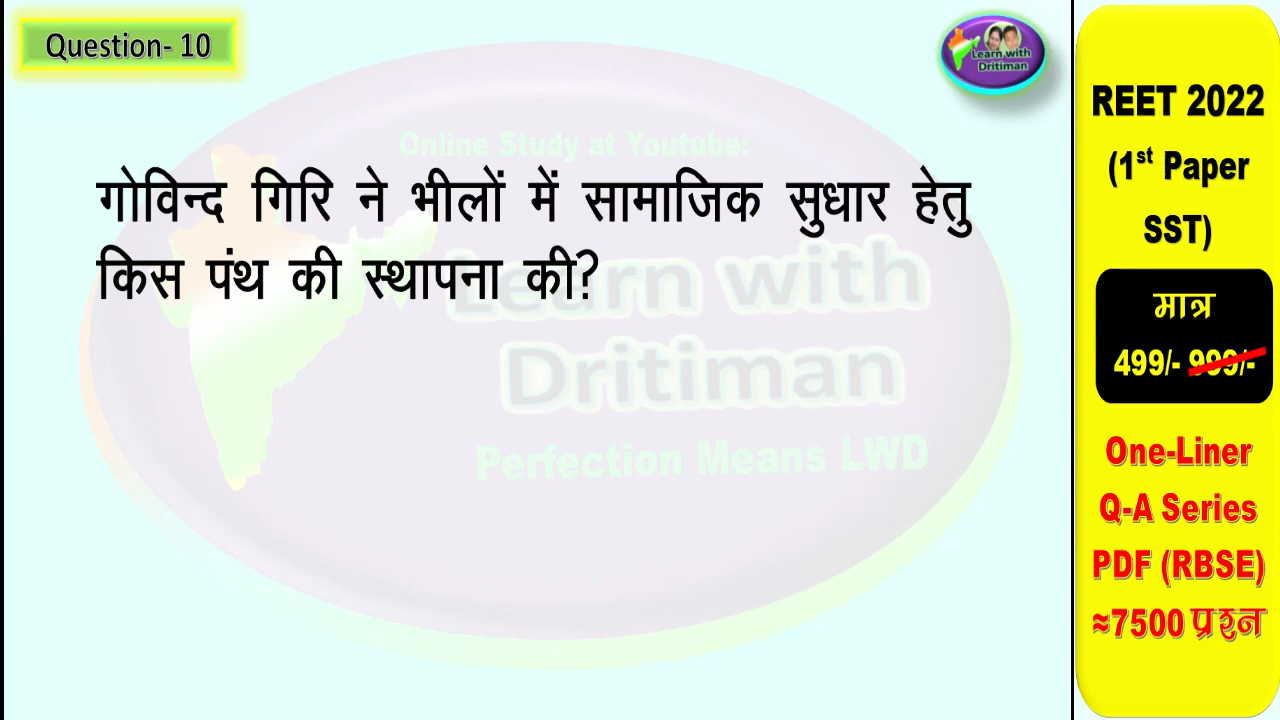 Question- 10
Learn with
Dritiman
Online Study at Youtube:
गोविन्द गिरि ने भीलों में सामाजिक सुधार हेतु
किस पंथ की स्थापना की?
Learn with
Dritiman
Perfection Means LWD
REET 2022
(1st Paper
SST)
मात्र
499/- 999/-
One-Liner
Q-A Series
PDF (RBSE)
≈7500 प्रश्न